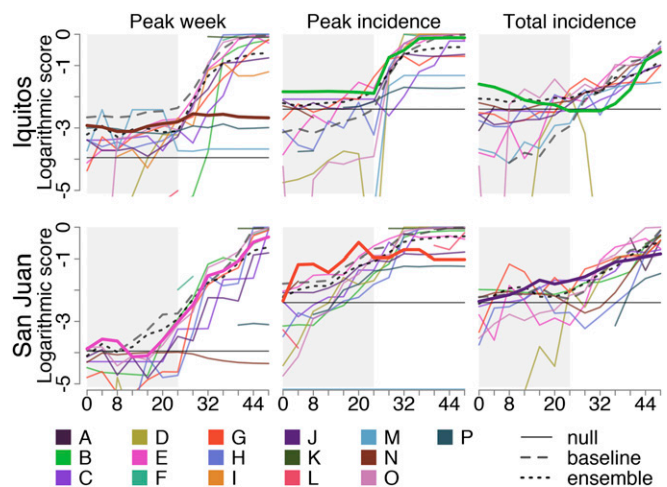 Peak week Peak incidence Total incidence
Iquitos
Logarithmic score
0
-1
-3
-5
San Juan
Logarithmic score
0
-1
-3
-5
0 8 20 32 44 0 8 20 32 44 0 8 20 32 44
A D G J M P null
B E H K N baseline
C F I L O ensemble